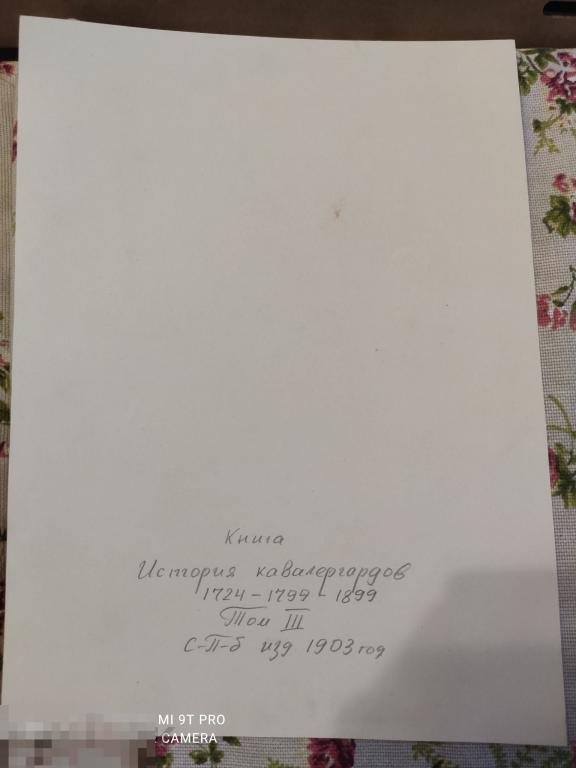 Книга
История кавалергардов
1724-1799-1899
Том III
С-П-б изд 1903 год
MI 9T PRO
CAMERA